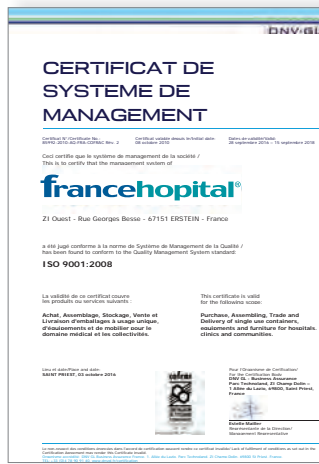 DNV·GL
CERTIFICAT DE
SYSTEME DE
MANAGEMENT
Certificat N°/Certificate No.: Certificat valable depuis le/Initial date: Dates de validité/Valid:
08 octobre 2010 28 septembre 2016 – 15 septembre 2018
Ceci certifie que le système de management de la société /
This is to certify that the management system of
francehopital®
ZI Ouest - Rue Georges Besse - 67151 ERSTEIN - France
a été jugé conforme à la norme de Système de Management de la Qualité /
has been found to conform to the Quality Management System standard:
ISO 9001:2008
La validité de ce certificat couvre
les produits ou services suivants :
Achat, Assemblage, Stockage, Vente et
Livraison d'emballages à usage unique,
d'équipements et de mobilier pour le
domaine médical et les collectivités.
This certificate is valid
for the following scope:
Purchase, Assembling, Trade and
Delivery of single use containers,
equipments and furniture for hospitals,
clinics and communities.
Lieu et date/Place and date:
SAINT PRIEST, 03 octobre 2016
cofrac
Pour l'Organisme de Certification/
For the Certification Body
DNV GL - Business Assurance
Parc Technoland, ZI Champ Dolin –
1 Allée du Lazio, 69800, Saint Priest,
France
Estelle Mailler
Représentante de la Direction/
Management Representative